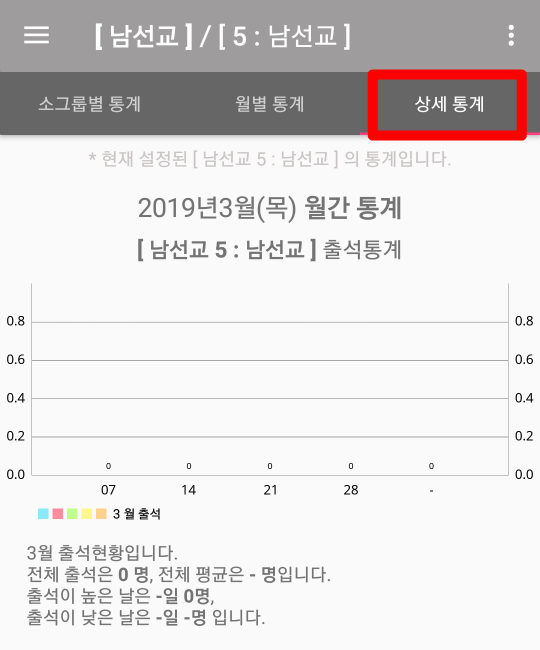 [ 남선교 ] / [ 5 : 남선교 ]
소그룹별 통계 월별 통계 상세 통계
* 현재 설정된 [ 남선교 5 : 남선교 ] 의 통계입니다.
2019년3월(목) 월간 통계
[ 남선교 5 : 남선교 ] 출석통계
0.8 0.8
0.6 0.6
0.4 0.4
0.2 0.2
0 0 0 0 0
0.0 0.0
07 14 21 28 -
3 월 출석
3월 출석현황입니다.
전체 출석은 0 명, 전체 평균은 - 명입니다.
출석이 높은 날은 -일 0명,
출석이 낮은 날은 -일 -명 입니다.